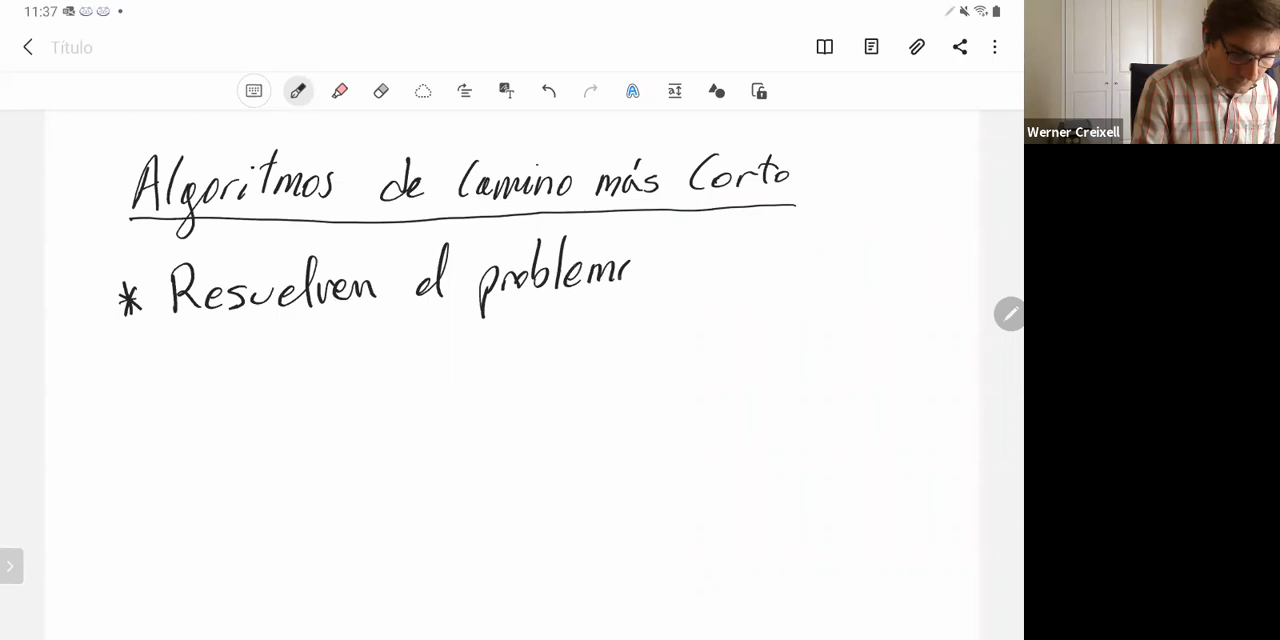 11:37
Título
Algoritmos de Camino más Corto
* Resuelven el problema
Werner Creixell